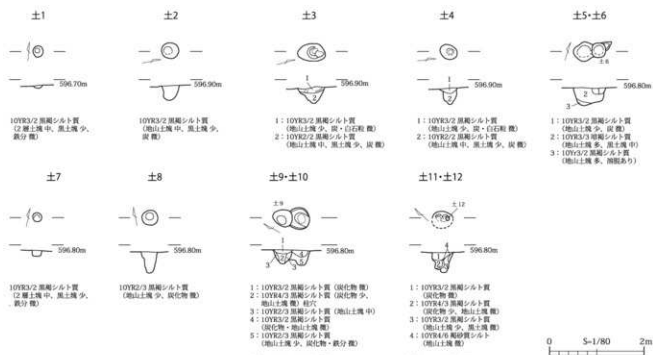 土1
土2
土3
土4
土5・土6
土6
1
2
1
2
1
2
3
596.70m
596.90m
596.90m
596.90m
596.80m
10YR3/2 黒褐シルト質
(2層土塊 中、黒土塊 少、
鉄分 微)
10YR3/2 黒褐シルト質
(地山土塊 中、黒土塊 少、
炭 微)
1:10YR3/2 黒褐シルト質
(地山土塊 少、炭・白石粒 微)
2:10YR2/2 黒褐シルト質
(地山土塊 中、黒土塊 少、炭 微)
1:10YR3/2 黒褐シルト質
(地山土塊 少、炭・白石粒 微)
2:10YR2/2 黒褐シルト質
(地山土塊 中、黒土塊 少、炭 微)
1:10YR3/2 黒褐シルト質
(地山土塊 少、炭 微)
2:10YR3/3 暗褐シルト質
(地山土塊 多、黒土塊 中)
3:10Yr3/2 黒褐シルト質
(地山土塊 多、撹乱あり)
土7
土8
土9・土10
土11・土12
土9
土12
596.80m
596.80m
596.80m
596.80m
10YR3/2 黒褐シルト質
(2層土塊 中、黒土塊 少、
鉄分 微)
10YR2/3 黒褐シルト質
(地山土塊 少、炭化物 微)
1:10YR3/2 黒褐シルト質(炭化物 微)
2:10YR4/3 黒褐シルト質(炭化物 少、
地山土塊 微)柱穴
3:10YR2/3 黒褐シルト質(地山土塊 中)
4:10YR3/2 黒褐シルト質
(炭化物・地山土塊 微)
5:10YR2/3 黒褐シルト質
(地山土塊 少、炭化物・鉄分 微)
1:10YR3/2 黒褐シルト質
(炭化物 微)
2:10YR4/3 黒褐シルト質
(炭化物 少、地山土塊 微)
3:10YR3/2 黒褐シルト質
(地山土塊 少、黒土塊 微)
4:10YR4/6 褐砂質シルト
(地山土塊 微)
0 S=1/80 2m